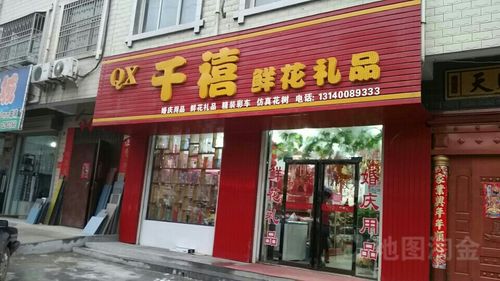 QX 千禧 鲜花礼品
婚庆用品 鲜花礼品 精装彩车 仿真花树 电话: 13140089333
鲜花礼品
婚庆用品
天
地图淘金